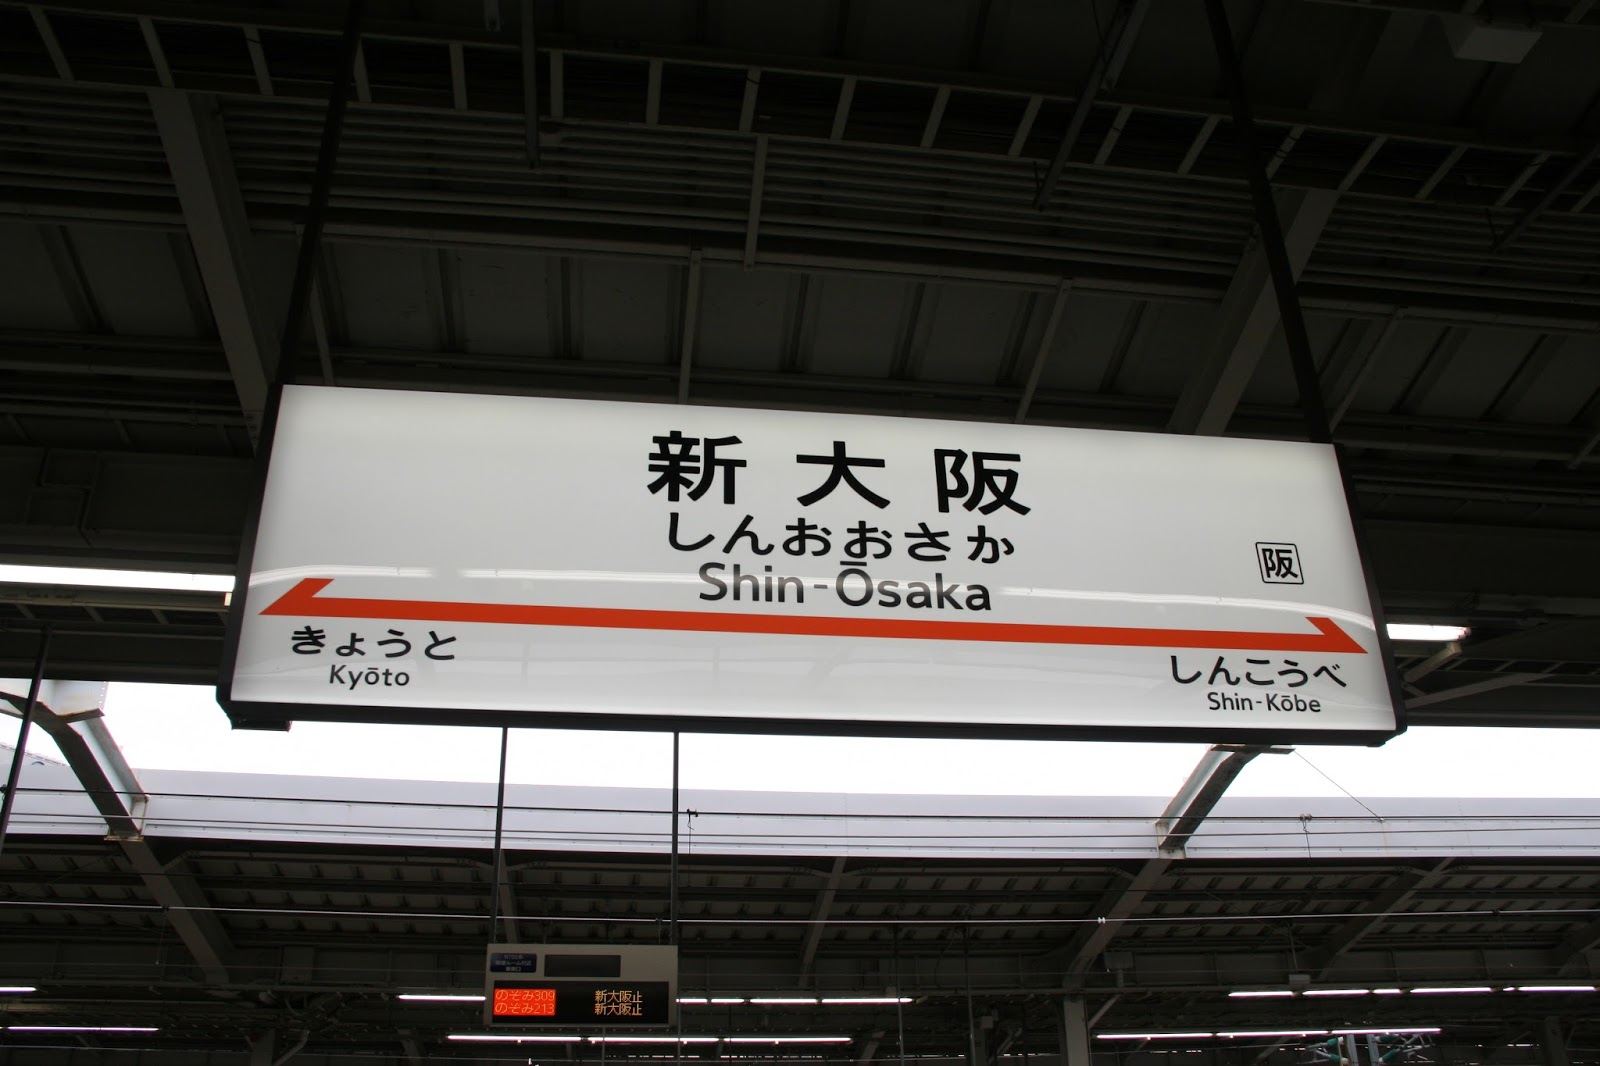 新大阪
しんおおさか
Shin-Ōsaka
阪
きょうと
Kyōto
しんこうべ
Shin-Kōbe
のぞみ309 新大阪止
のぞみ213 新大阪止